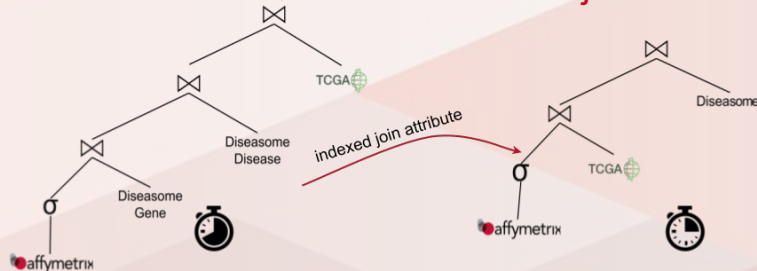 TCGA
Diseasome
Disease
Diseasome
Gene
σ
affymetrix
indexed join attribute
Diseasome
TCGA
σ
affymetrix